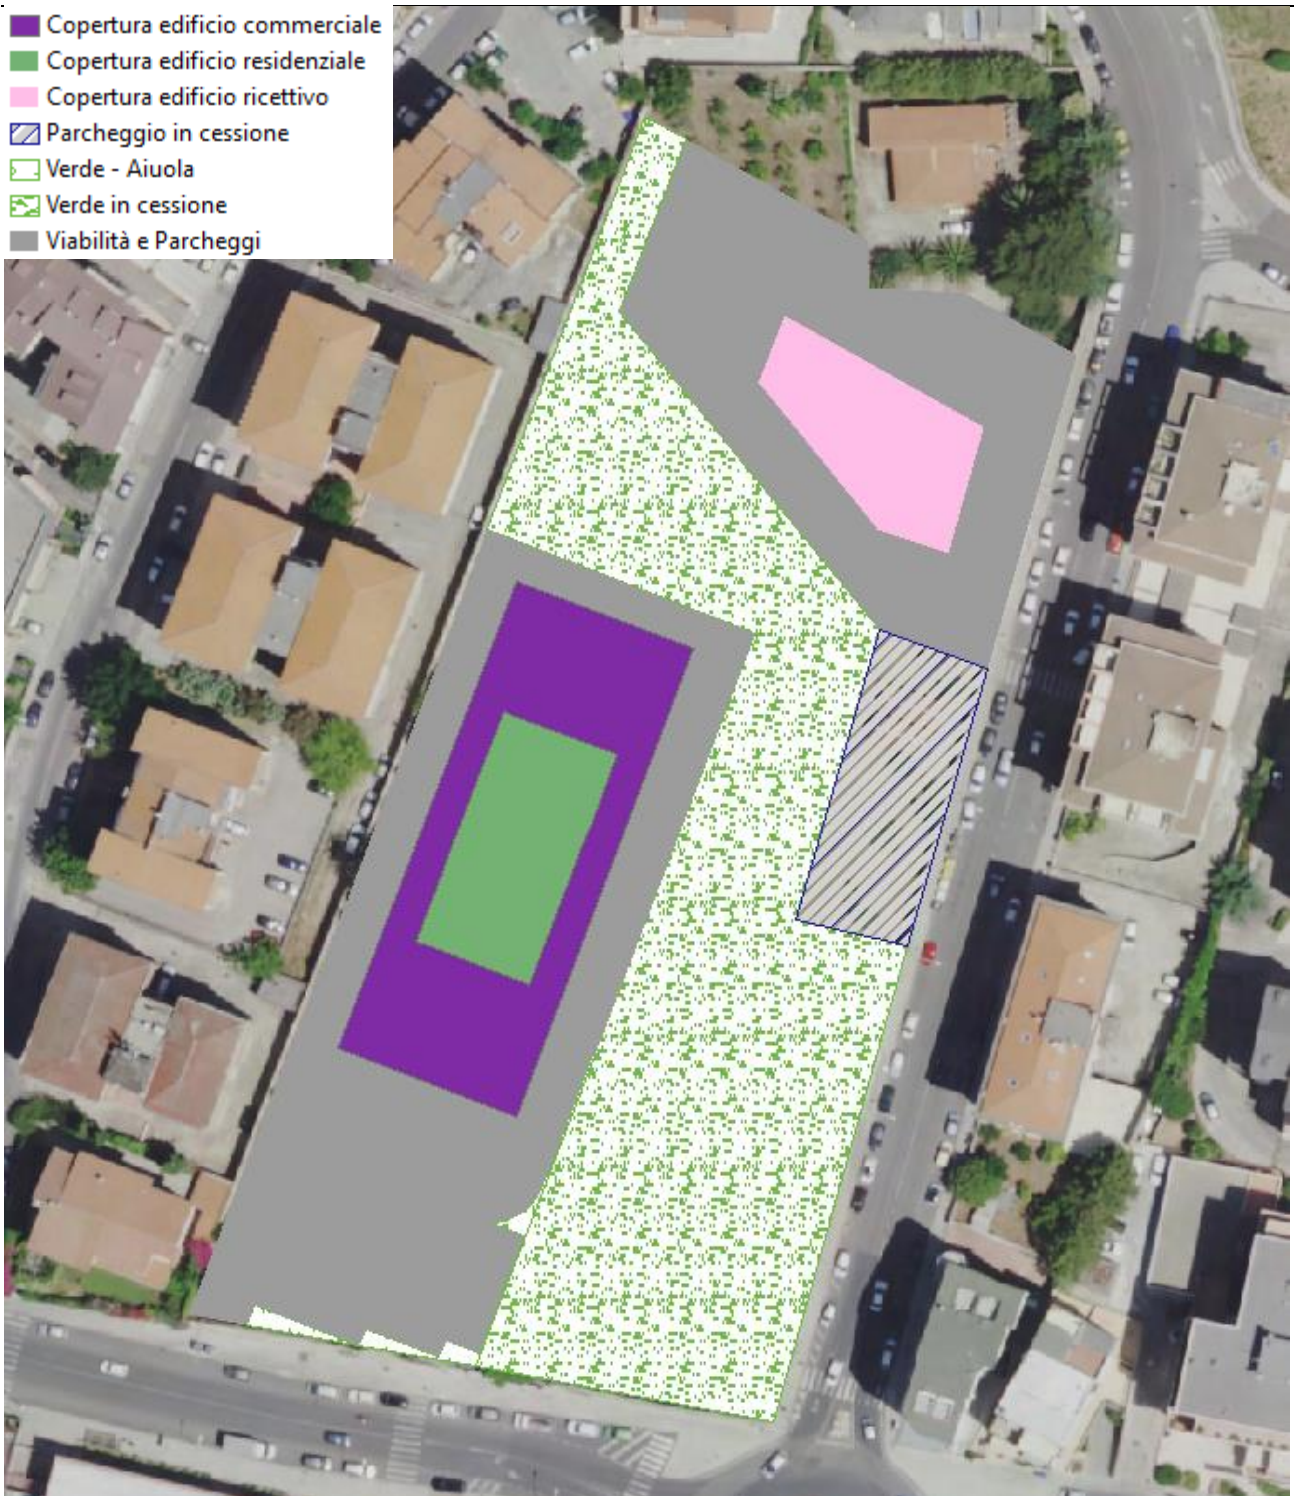 Copertura edificio commerciale
Copertura edificio residenziale
Copertura edificio ricettivo
Parcheggio in cessione
Verde - Aiuola
Verde in cessione
Viabilità e Parcheggi